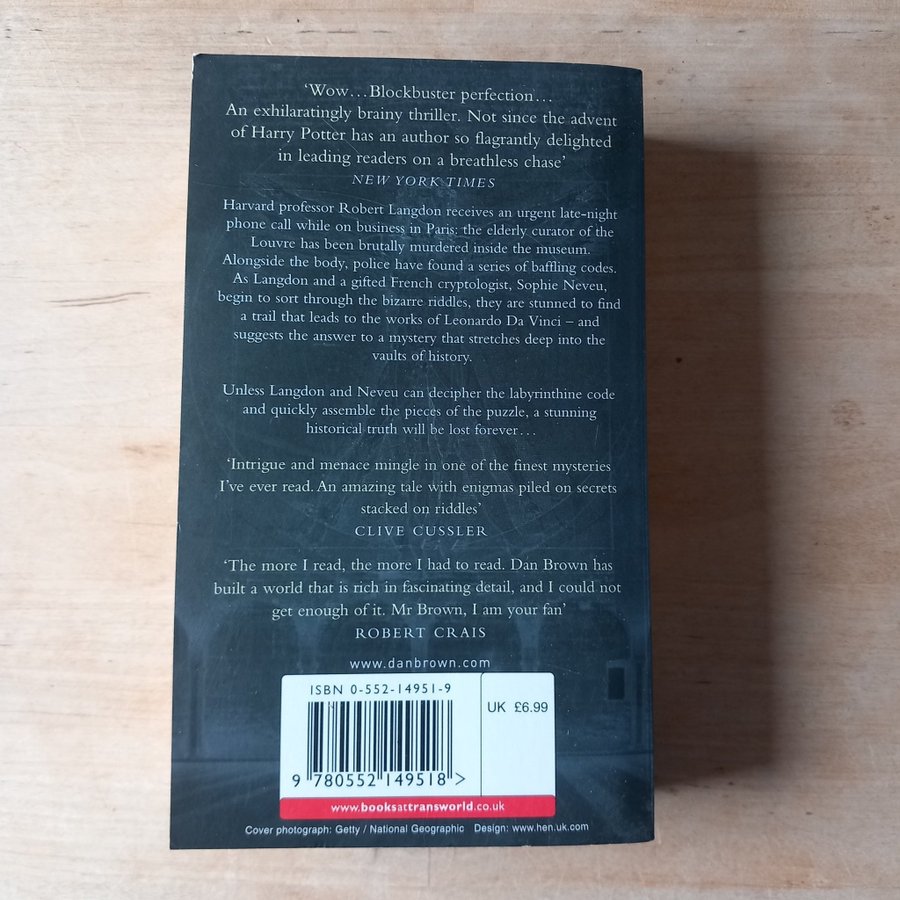 ‘Wow…Blockbuster perfection…
An exhilaratingly brainy thriller. Not since the advent
of Harry Potter has an author so flagrantly delighted
in leading readers on a breathless chase’
NEW YORK TIMES
Harvard professor Robert Langdon receives an urgent late-night
phone call while on business in Paris: the elderly curator of the
Louvre has been brutally murdered inside the museum.
Alongside the body, police have found a series of baffling codes.
As Langdon and a gifted French cryptologist, Sophie Neveu,
begin to sort through the bizarre riddles, they are stunned to find
a trail that leads to the works of Leonardo Da Vinci – and
suggests the answer to a mystery that stretches deep into the
vaults of history.
Unless Langdon and Neveu can decipher the labyrinthine code
and quickly assemble the pieces of the puzzle, a stunning
historical truth will be lost forever…
‘Intrigue and menace mingle in one of the finest mysteries
I’ve ever read. An amazing tale with enigmas piled on secrets
stacked on riddles’
CLIVE CUSSLER
‘The more I read, the more I had to read. Dan Brown has
built a world that is rich in fascinating detail, and I could not
get enough of it. Mr Brown, I am your fan’
ROBERT CRAIS
www.danbrown.com
ISBN 0-552-14951-9
UK £6.99
9 780552 149518 >
www.booksattransworld.co.uk
Cover photograph: Getty / National Geographic Design: www.hen.uk.com